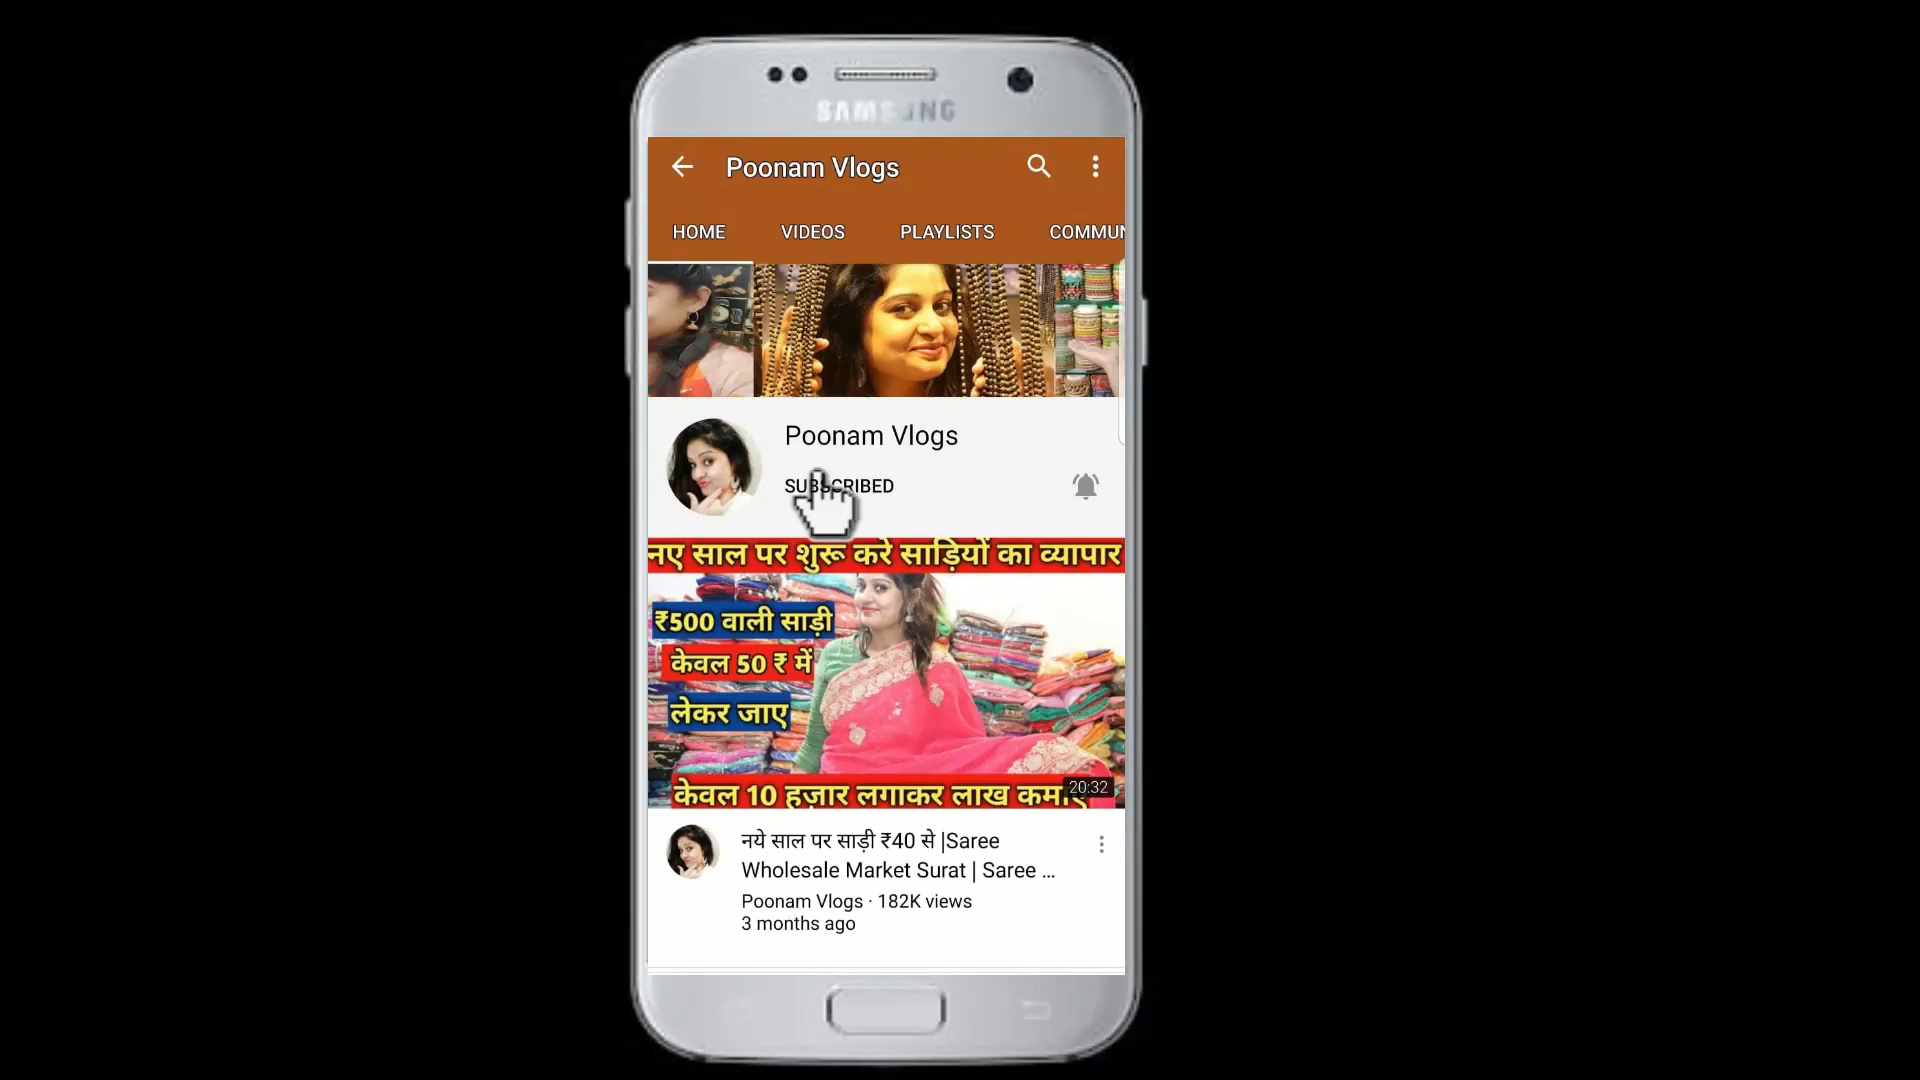 SAMSUNG
Poonam Vlogs
HOME VIDEOS PLAYLISTS COMMUN
Poonam Vlogs
SUBSCRIBED
नए साल पर शुरू करे साड़ियों का व्यापार
₹500 वाली साड़ी
केवल 50 ₹ में
लेकर जाए
केवल 10 हज़ार लगाकर लाख कमाए
20:32
नये साल पर साड़ी ₹40 से |Saree
Wholesale Market Surat | Saree ...
Poonam Vlogs · 182K views
3 months ago